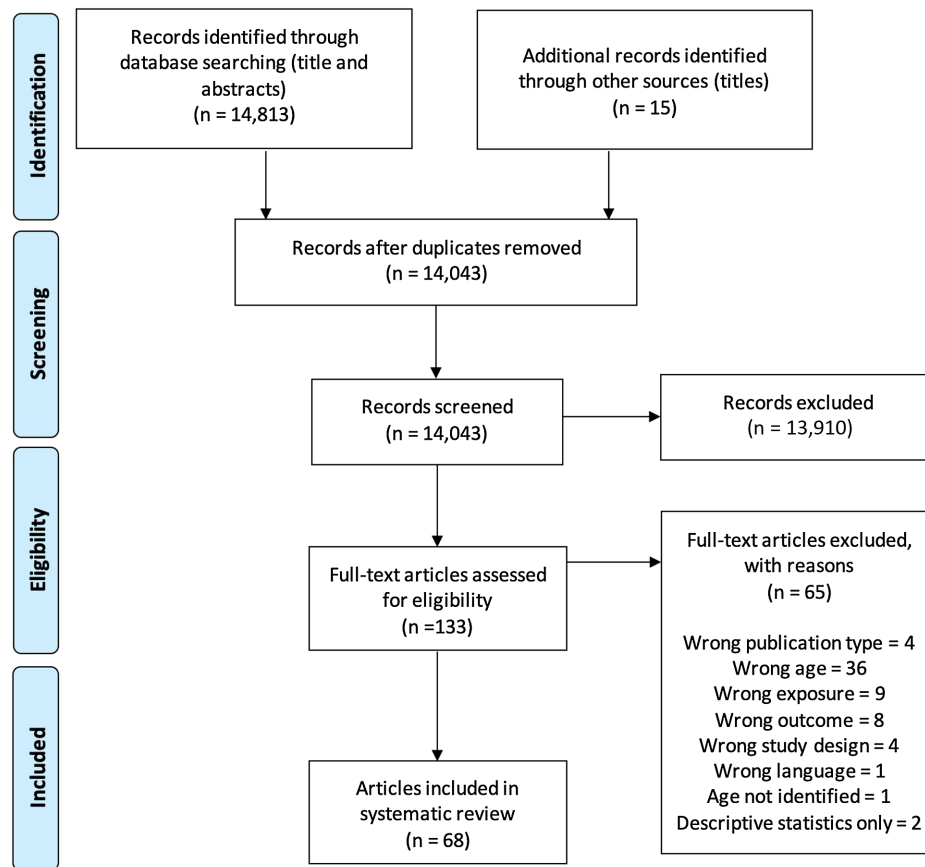 Identification
Records identified through
database searching (title and
abstracts)
(n = 14,813)
Additional records identified
through other sources (titles)
(n = 15)
Screening
Records after duplicates removed
(n = 14,043)
Records screened
(n = 14,043)
Records excluded
(n = 13,910)
Eligibility
Full-text articles assessed
for eligibility
(n =133)
Full-text articles excluded,
with reasons
(n = 65)
Wrong publication type = 4
Wrong age = 36
Wrong exposure = 9
Wrong outcome = 8
Wrong study design = 4
Wrong language = 1
Age not identified = 1
Descriptive statistics only = 2
Included
Articles included in
systematic review
(n = 68)